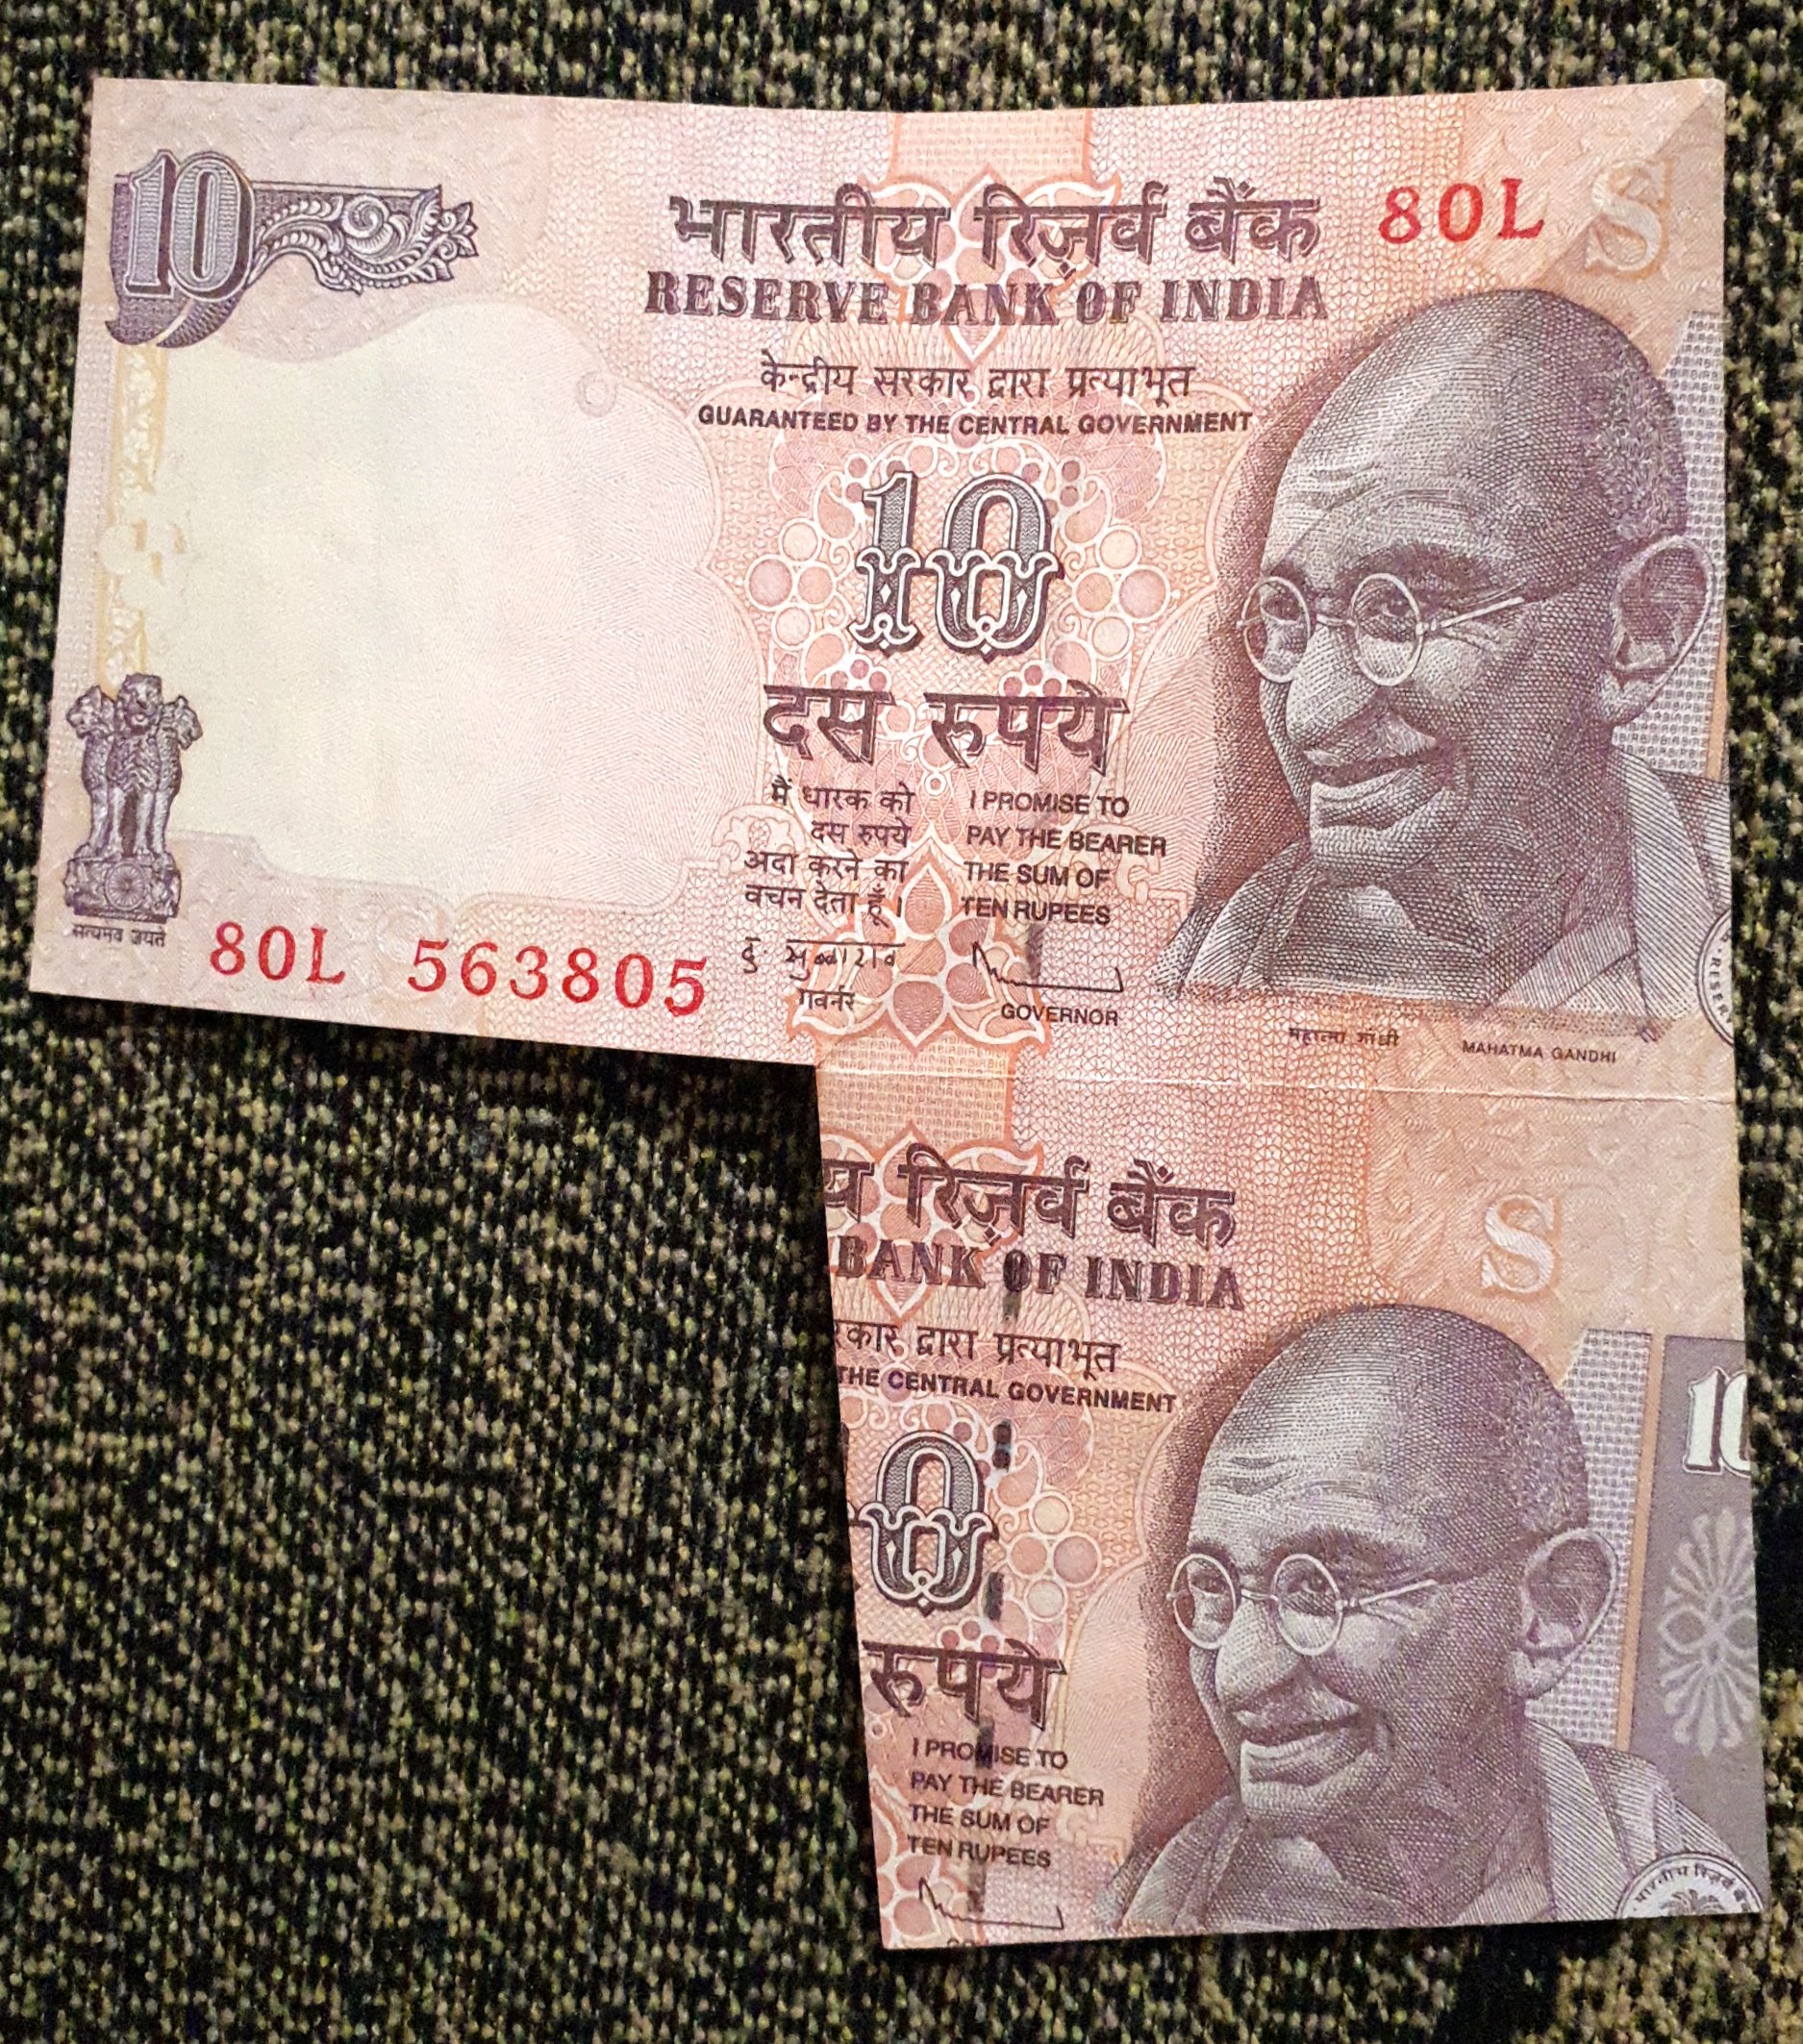 10
भारतीय रिज़र्व बैंक 80L S
RESERVE BANK OF INDIA
केन्द्रीय सरकार द्वारा प्रत्याभूत
GUARANTEED BY THE CENTRAL GOVERNMENT
10
दस रुपये
मैं धारक को
दस रुपये
अदा करने का
वचन देता हूँ।
I PROMISE TO
PAY THE BEARER
THE SUM OF
TEN RUPEES
गवर्नर
GOVERNOR
सत्यमेव जयते
80L 563805
महात्मा गांधी MAHATMA GANDHI
RESER
य रिज़र्व बैंक S
BANK OF INDIA
रकार द्वारा प्रत्याभूत
THE CENTRAL GOVERNMENT
0
10
रुपये
I PROMISE TO
PAY THE BEARER
THE SUM OF
TEN RUPEES
भारतीय रिज़र्व बैं